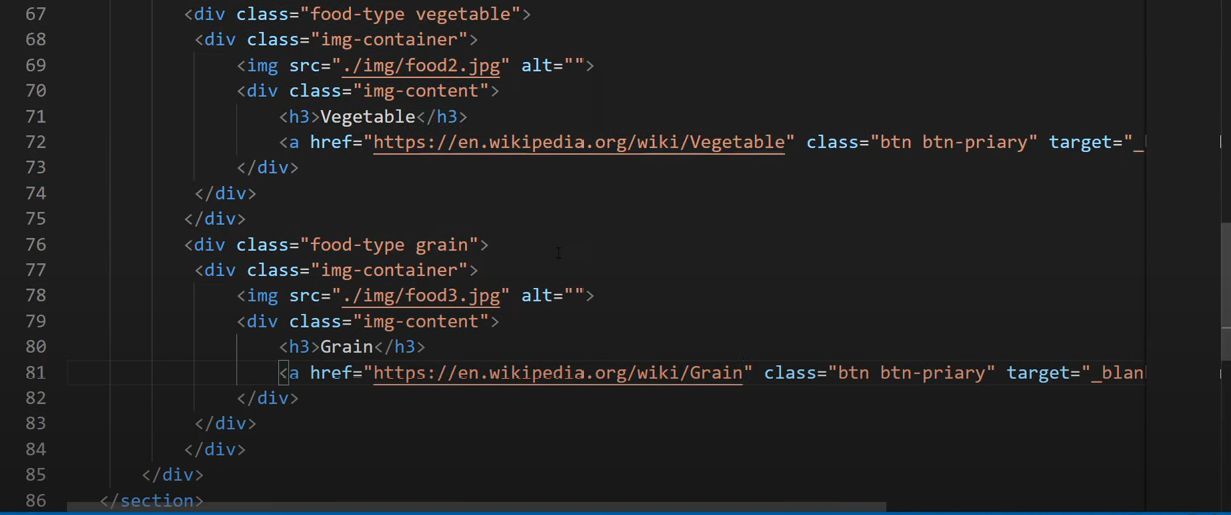 67 <div class="food-type vegetable">
68 <div class="img-container">
69 <img src="./img/food2.jpg" alt="">
70 <div class="img-content">
71 <h3>Vegetable</h3>
72 <a href="https://en.wikipedia.org/wiki/Vegetable" class="btn btn-priary" target="_
73 </div>
74 </div>
75 </div>
76 <div class="food-type grain">
77 <div class="img-container">
78 <img src="./img/food3.jpg" alt="">
79 <div class="img-content">
80 <h3>Grain</h3>
81 <a href="https://en.wikipedia.org/wiki/Grain" class="btn btn-priary" target="_blan
82 </div>
83 </div>
84 </div>
85 </div>
86 </section>